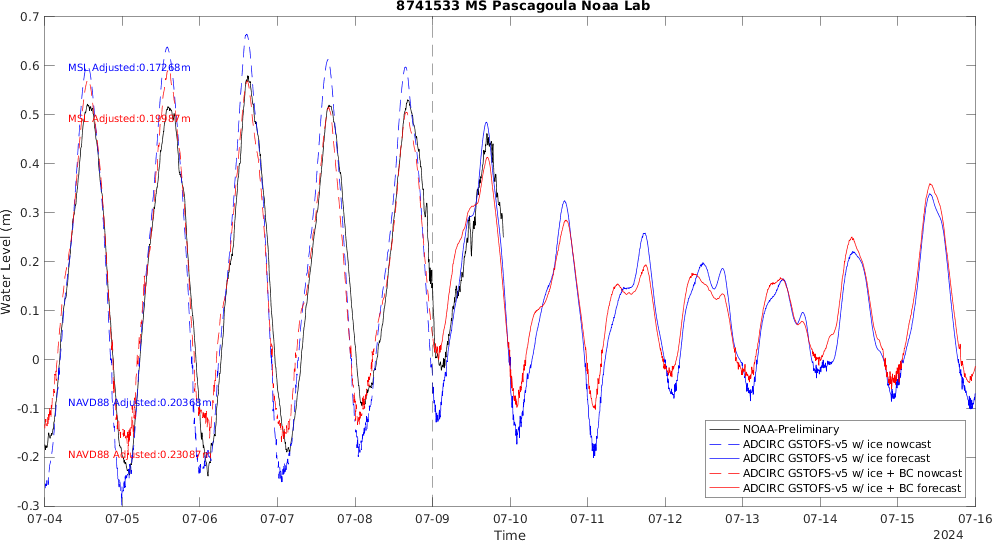 8741533 MS Pascagoula Noaa Lab
0.7
0.6
0.5
0.4
0.3
0.2
0.1
0
-0.1
-0.2
-0.3
Water Level (m)
MSL Adjusted:0.17268m
MSL Adjusted:0.19987m
NAVD88 Adjusted:0.20368m
NAVD88 Adjusted:0.23087m
NOAA-Preliminary
ADCIRC GSTOFS-v5 w/ ice nowcast
ADCIRC GSTOFS-v5 w/ ice forecast
ADCIRC GSTOFS-v5 w/ ice + BC nowcast
ADCIRC GSTOFS-v5 w/ ice + BC forecast
07-04 07-05 07-06 07-07 07-08 07-09 07-10 07-11 07-12 07-13 07-14 07-15 07-16
Time
2024